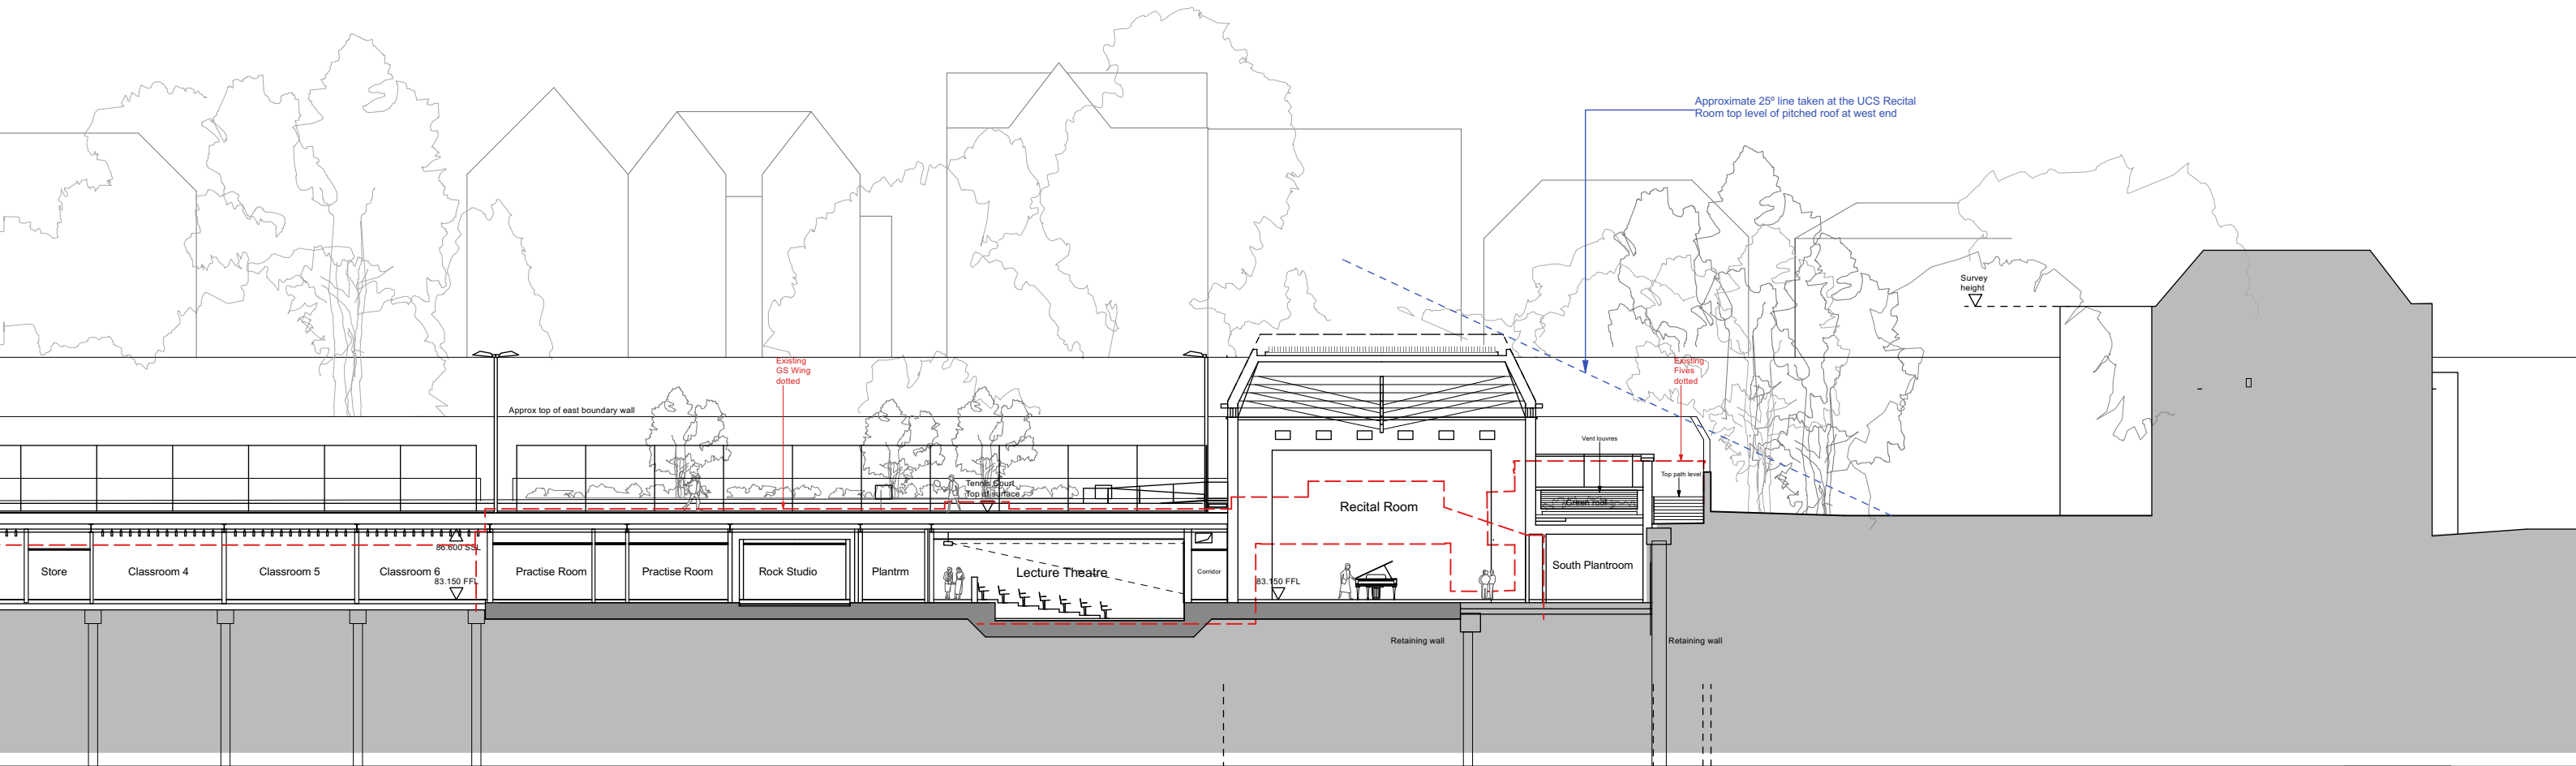 Approximate 25º line taken at the UCS Recital
Room top level of pitched roof at west end
Survey
height
Existing
GS Wing
dotted
Existing
Fives
dotted
Approx top of east boundary wall
Vent louvres
Top path level
Tennis Court
Top of surface
Green roof
Recital Room
86.600 SSL
Store
Classroom 4
Classroom 5
Classroom 6
Practise Room
Practise Room
Rock Studio
Plantrm
Lecture Theatre
Corridor
South Plantroom
83.150 FFL
83.150 FFL
Retaining wall
Retaining wall